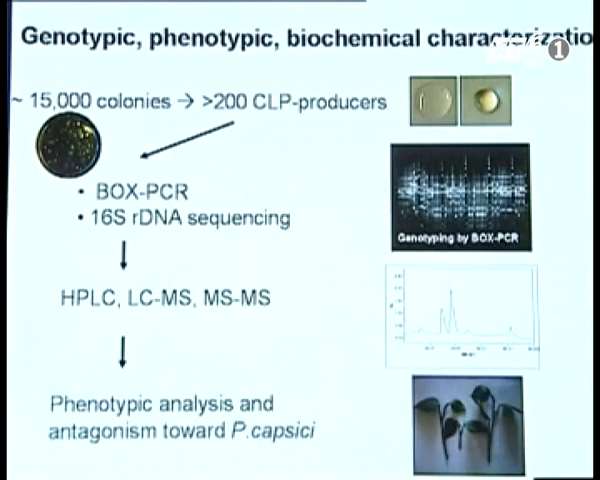 Genotypic, phenotypic, biochemical characterizatio
~ 15,000 colonies → >200 CLP-producers
• BOX-PCR
• 16S rDNA sequencing
Genotyping by BOX-PCR
HPLC, LC-MS, MS-MS
Phenotypic analysis and
antagonism toward P.capsici